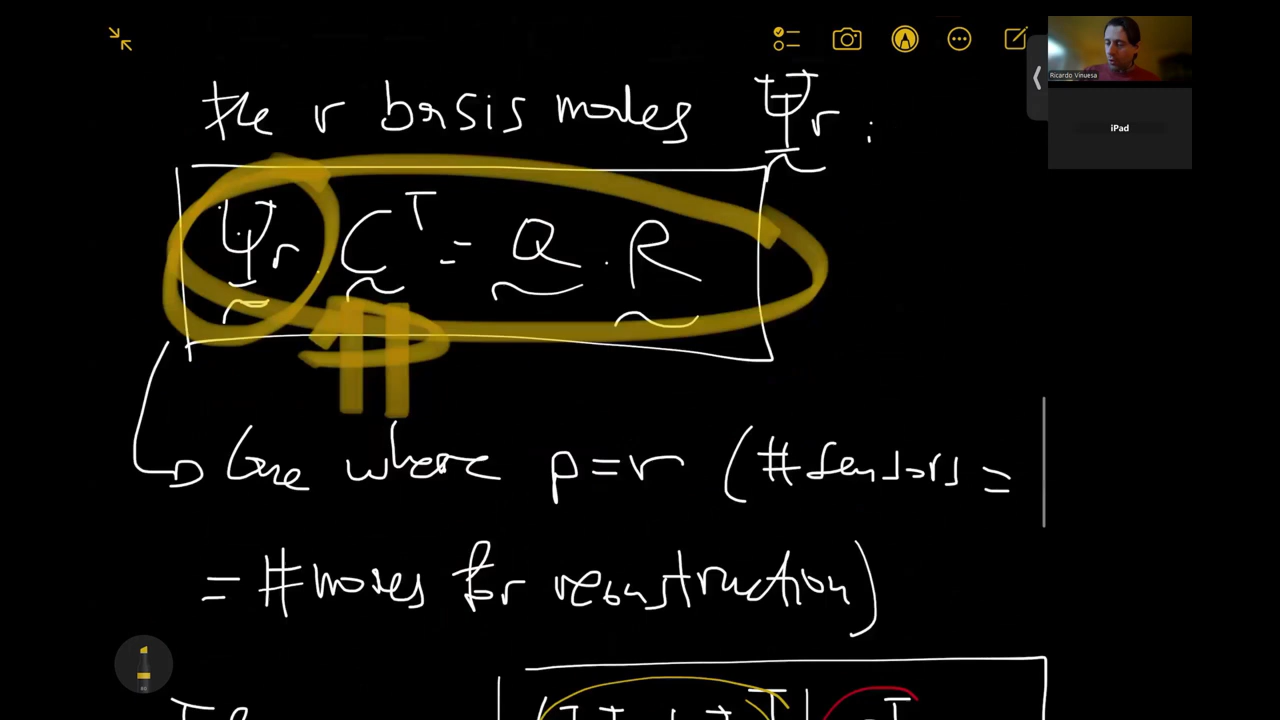 Ricardo Vinuesa
iPad
the r basis modes Ψr :
Ψr C^T = Q · R
Case where p=r (#sensors =
= #modes for reconstruction)